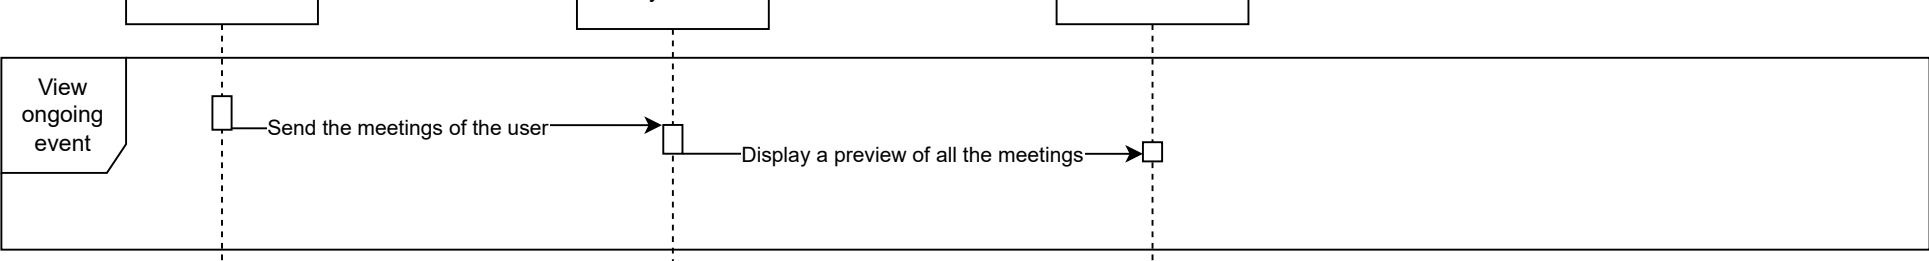 View
ongoing
event
Send the meetings of the user
Display a preview of all the meetings